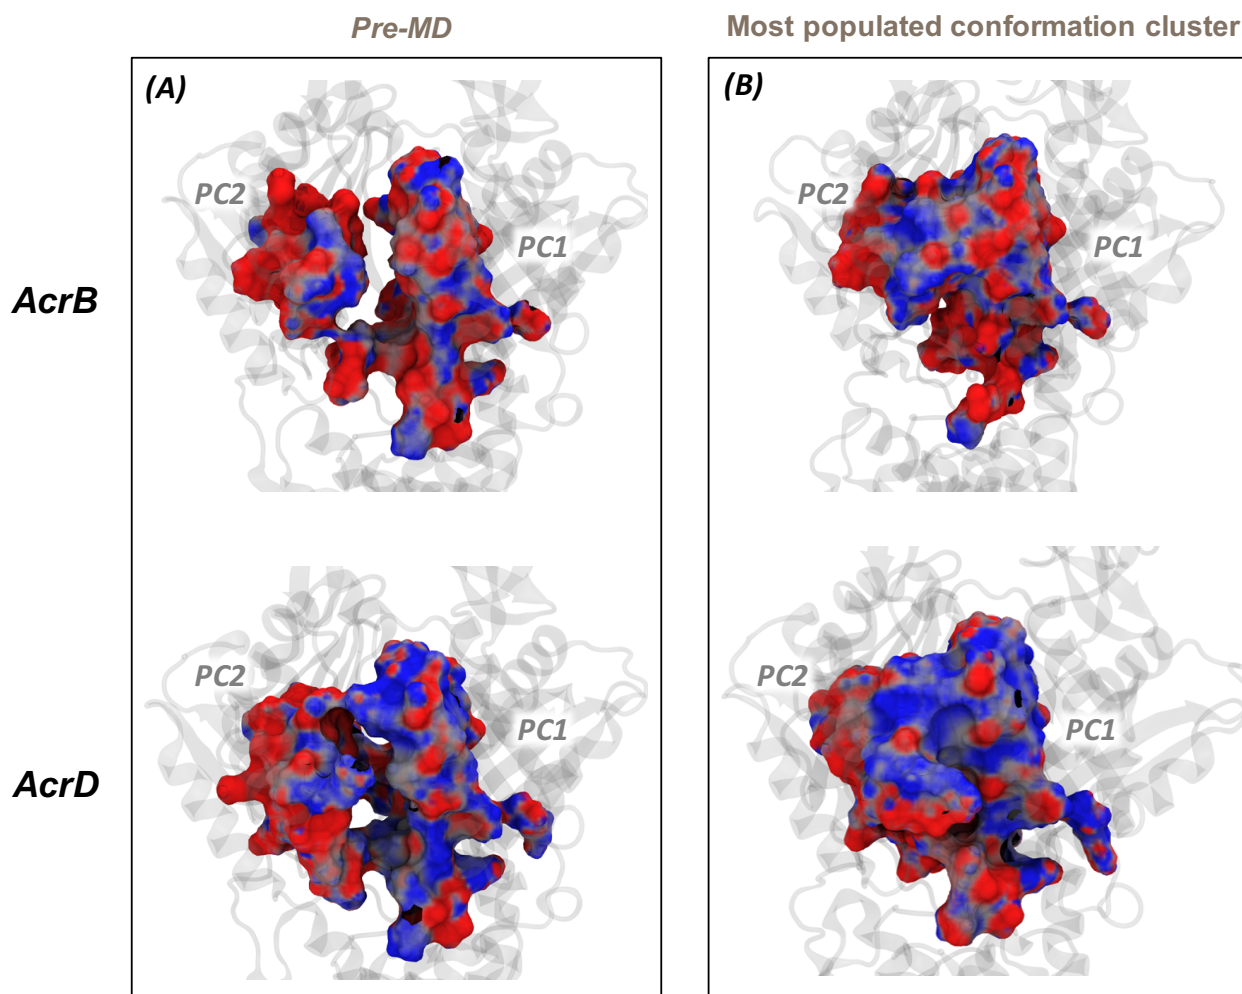 Pre-MD
Most populated conformation cluster
(A)
(B)
PC2
PC1
PC2
PC1
AcrB
PC2
PC1
PC2
PC1
AcrD